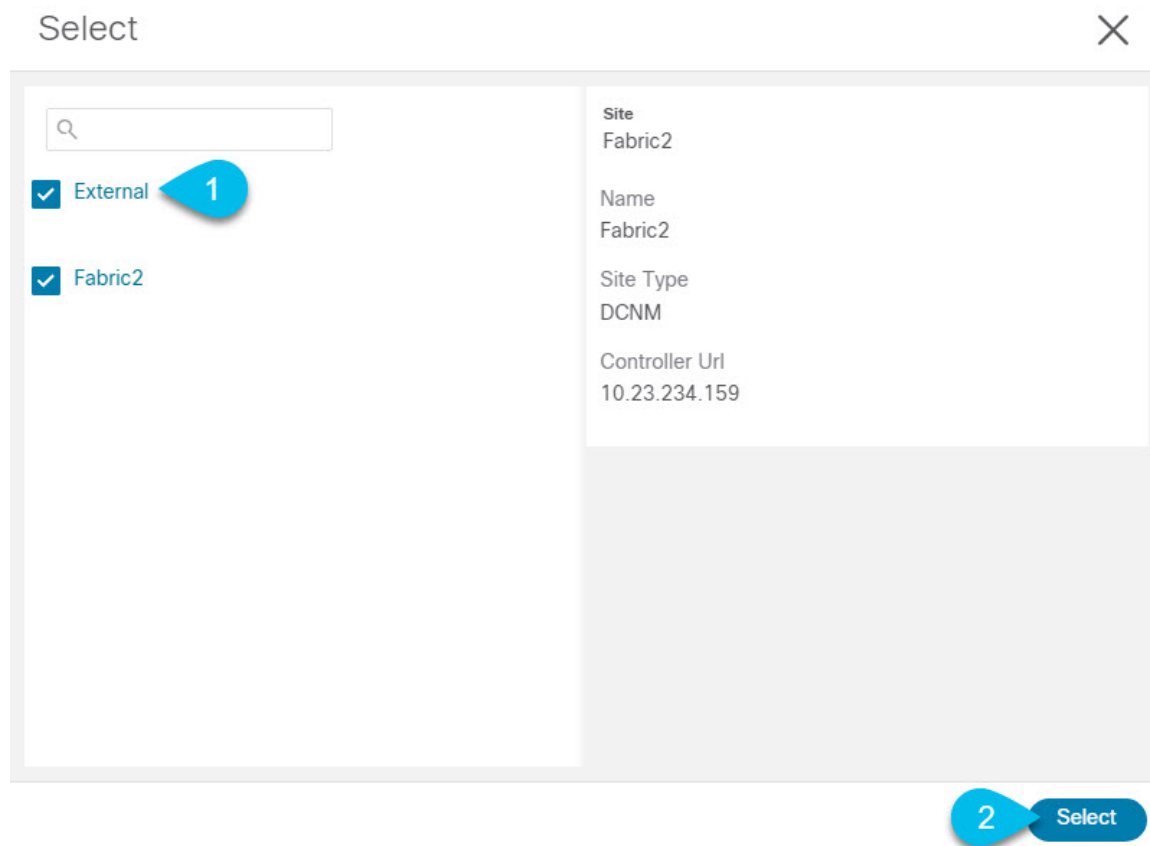 Select
External
1
Fabric2
Site
Fabric2
Name
Fabric2
Site Type
DCNM
Controller Url
10.23.234.159
2
Select